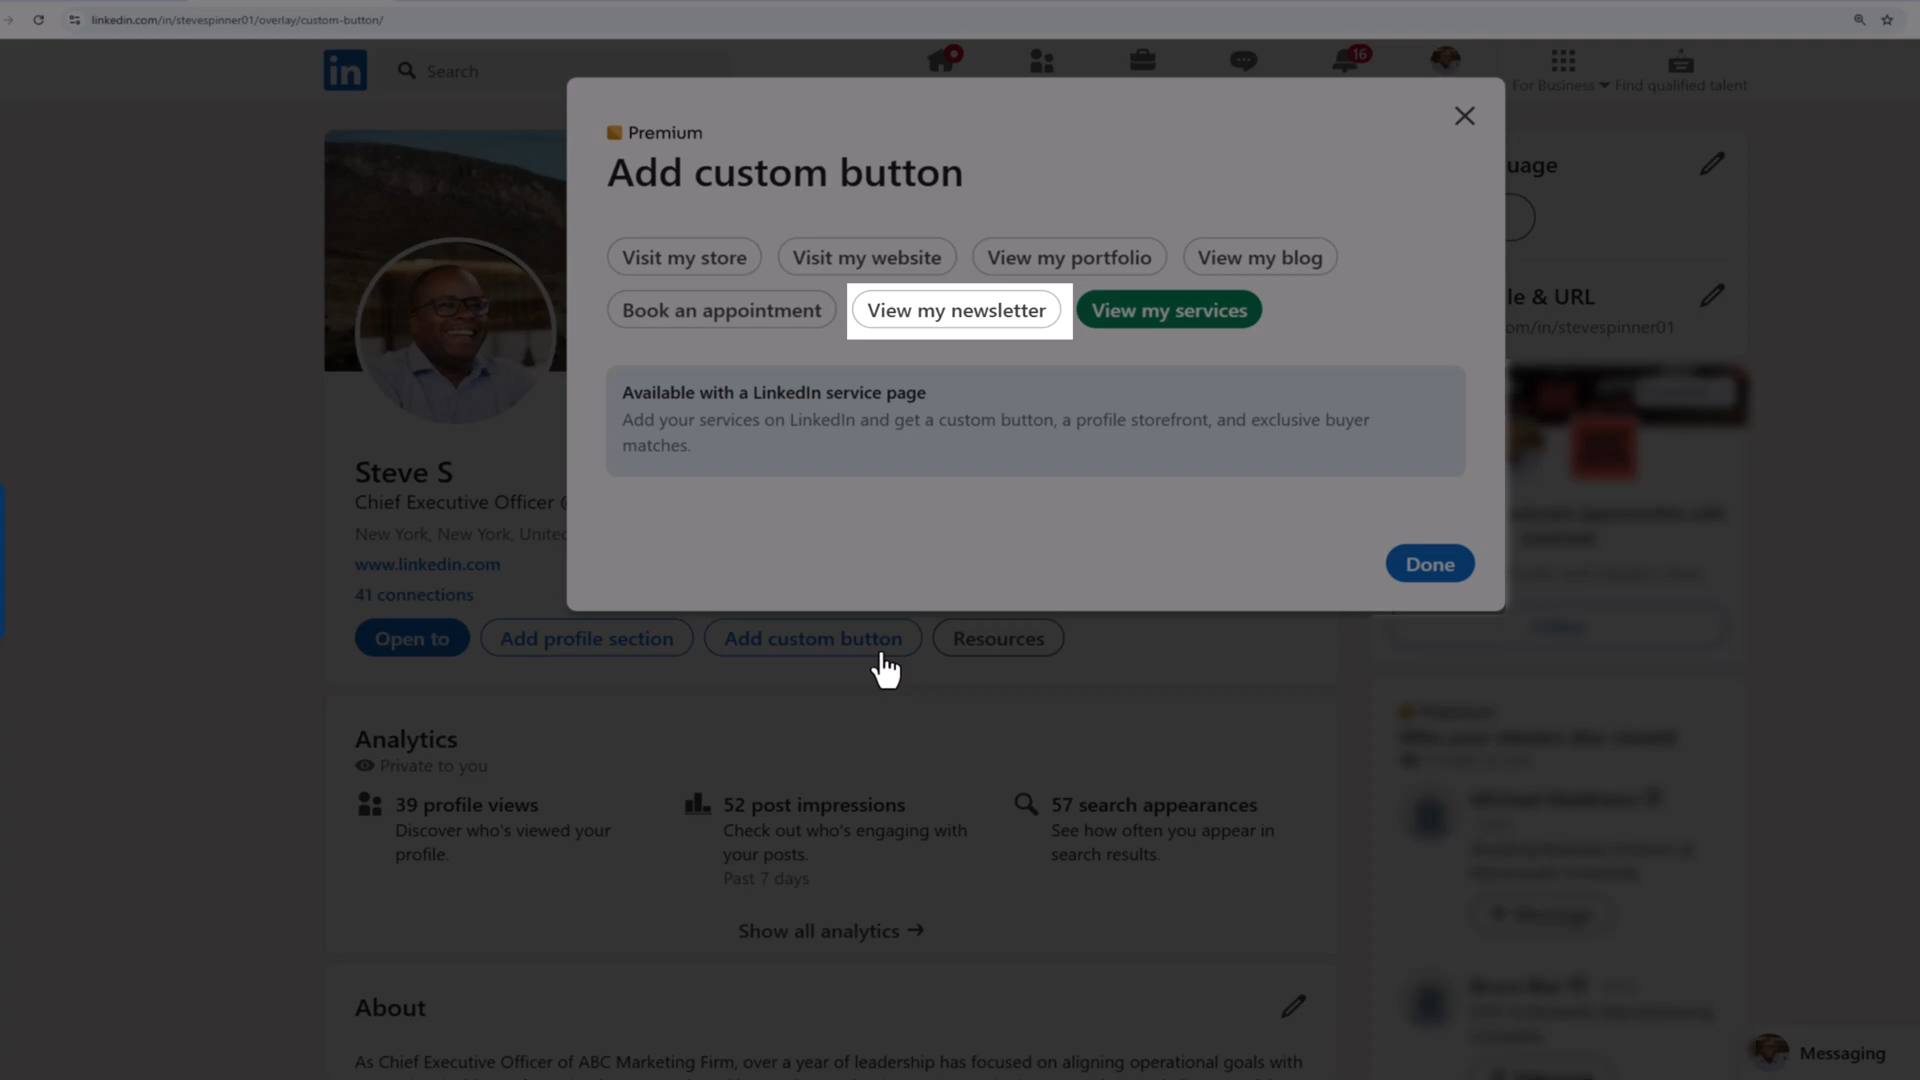 linkedin.com/in/stevespinner01/overlay/custom-button/
in
Search
16
For Business
Find qualified talent
Premium
Add custom button
Visit my store
Visit my website
View my portfolio
View my blog
Book an appointment
View my newsletter
View my services
Available with a LinkedIn service page
Add your services on LinkedIn and get a custom button, a profile storefront, and exclusive buyer
matches.
Done
uage
le & URL
om/in/stevespinner01
Steve S
Chief Executive Officer
New York, New York, United
www.linkedin.com
41 connections
Open to
Add profile section
Add custom button
Resources
Analytics
Private to you
39 profile views
Discover who's viewed your
profile.
52 post impressions
Check out who's engaging with
your posts.
Past 7 days
57 search appearances
See how often you appear in
search results.
Show all analytics →
About
As Chief Executive Officer of ABC Marketing Firm, over a year of leadership has focused on aligning operational goals with
Messaging